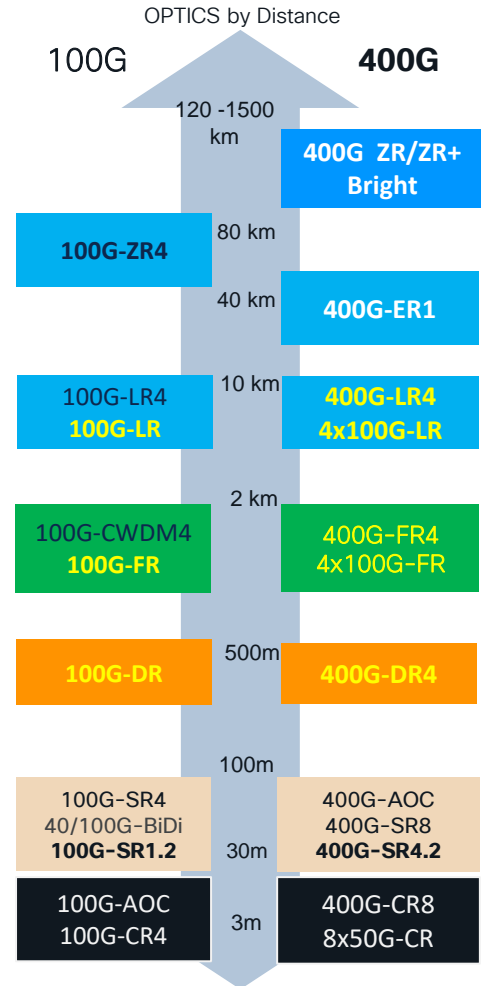 OPTICS by Distance
100G
400G
120 -1500
km
400G ZR/ZR+
Bright
100G-ZR4
80 km
40 km
400G-ER1
10 km
100G-LR4
100G-LR
400G-LR4
4x100G-LR
2 km
100G-CWDM4
100G-FR
400G-FR4
4x100G-FR
500m
100G-DR
400G-DR4
100m
100G-SR4
40/100G-BiDi
100G-SR1.2
30m
400G-AOC
400G-SR8
400G-SR4.2
100G-AOC
100G-CR4
3m
400G-CR8
8x50G-CR